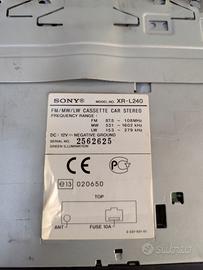 SONY® MODEL NO. XR-L240
FM/MW/LW CASSETTE CAR STEREO
FREQUENCY RANGE:
FM 87.5 - 108MHz
MW 531 - 1602 kHz
LW 153 - 279 kHz
DC 12V NEGATIVE GROUND
SERIAL NO. 2562625
GREEN ILLUMINATION
CE
e13 020650
TOP
ANT
FUSE 10A
subito